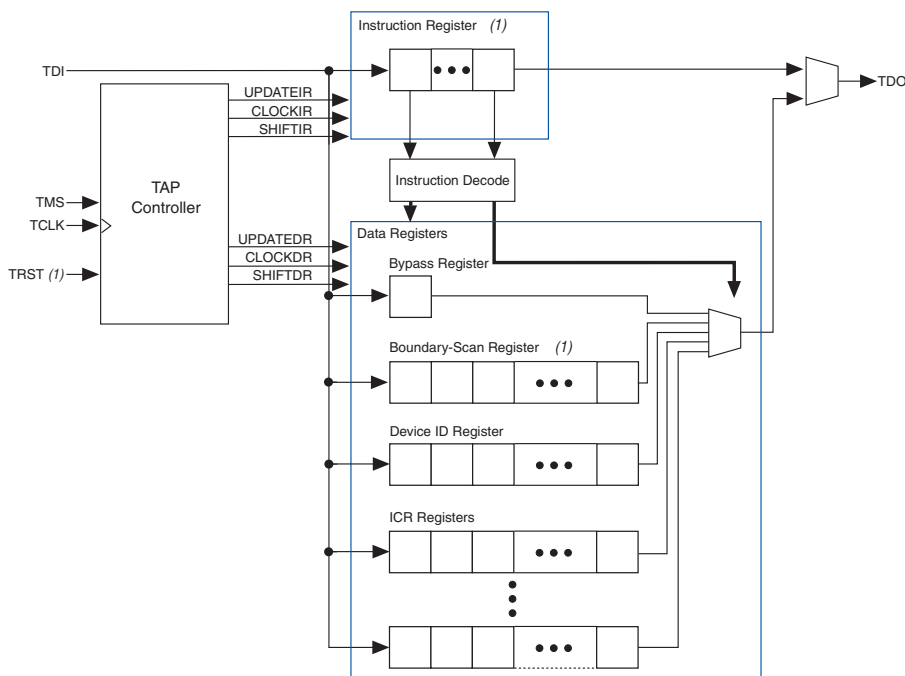 Instruction Register (1)
TDI
TDO
UPDATEIR
CLOCKIR
SHIFTIR
Instruction Decode
TAP
Controller
TMS
TCLK
TRST (1)
UPDATEDR
CLOCKDR
SHIFTDR
Data Registers
Bypass Register
Boundary-Scan Register (1)
Device ID Register
ICR Registers